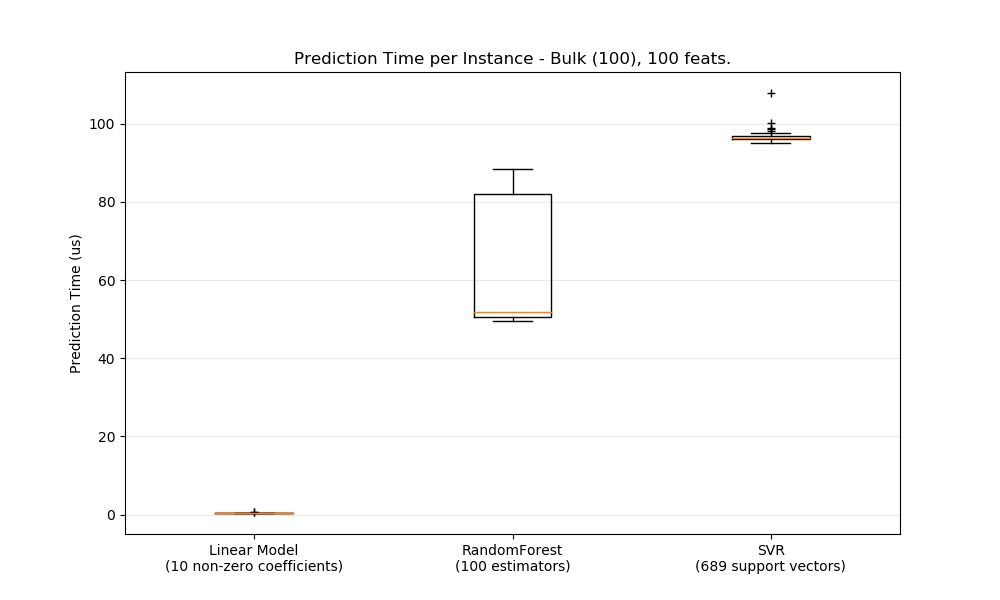 Prediction Time per Instance - Bulk (100), 100 feats.
Prediction Time (us)
100
80
60
40
20
0
Linear Model
(10 non-zero coefficients)
RandomForest
(100 estimators)
SVR
(689 support vectors)